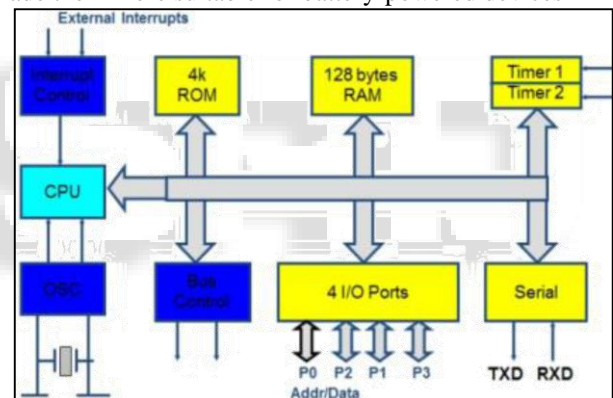 External Interrupts
Interrupt Control
4k ROM
128 bytes RAM
Timer 1
Timer 2
CPU
OSC
Bus Control
4 I/O Ports
Serial
P0 P2 P1 P3
TXD RXD
Addr/Data